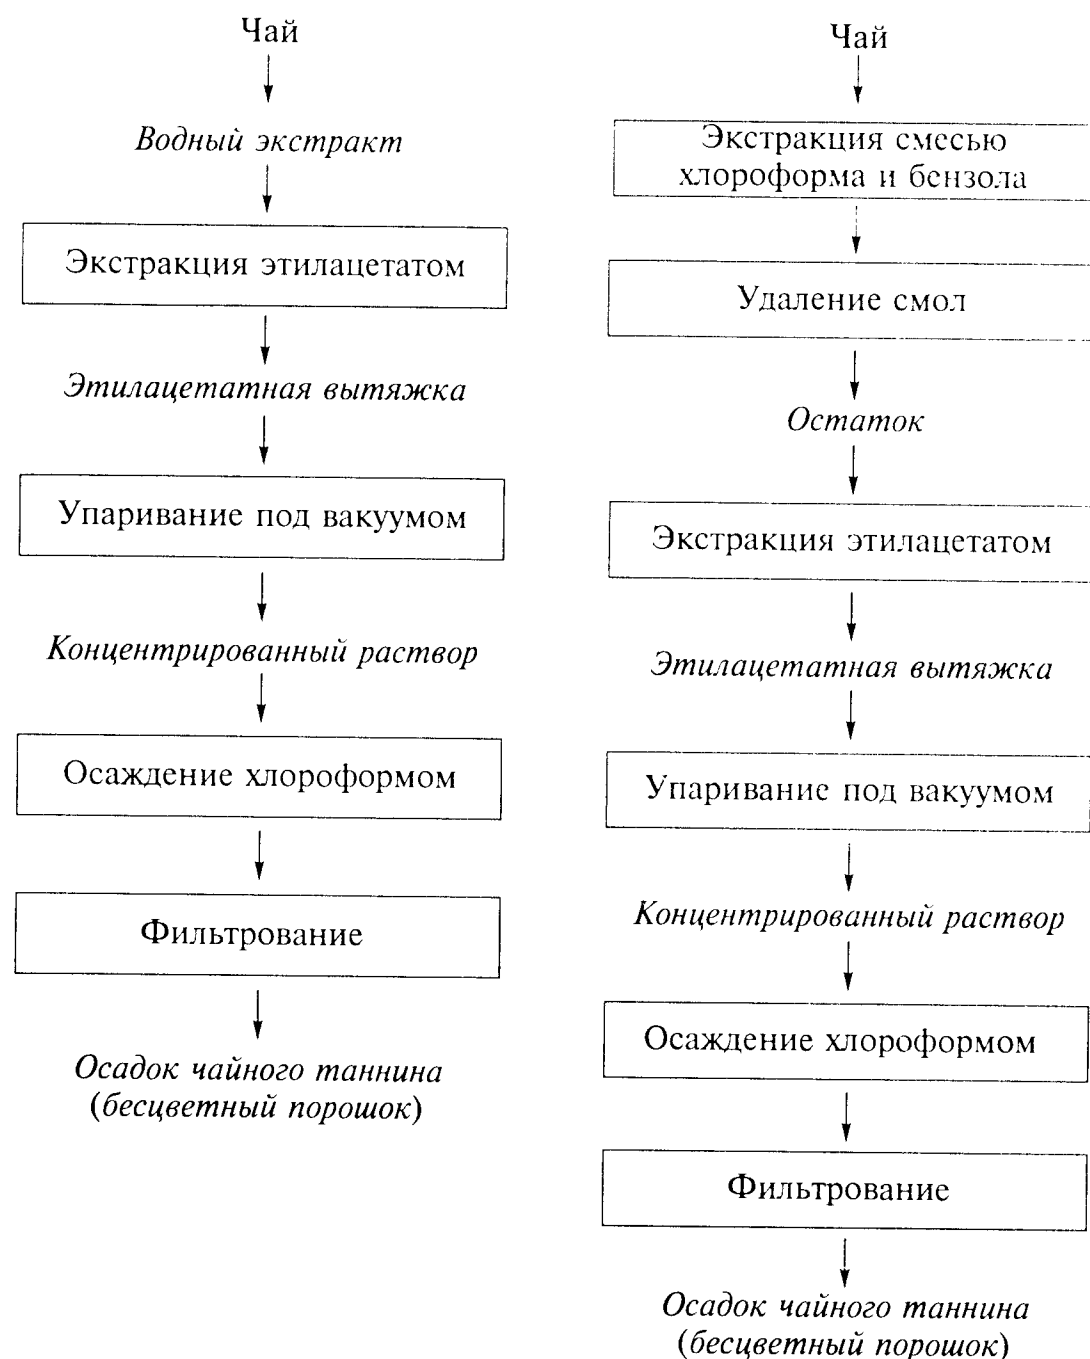 Чай
Водный экстракт
Экстракция этилацетатом
Этилацетатная вытяжка
Упаривание под вакуумом
Концентрированный раствор
Осаждение хлороформом
Фильтрование
Осадок чайного таннина
(бесцветный порошок)
Чай
Экстракция смесью
хлороформа и бензола
Удаление смол
Остаток
Экстракция этилацетатом
Этилацетатная вытяжка
Упаривание под вакуумом
Концентрированный раствор
Осаждение хлороформом
Фильтрование
Осадок чайного таннина
(бесцветный порошок)